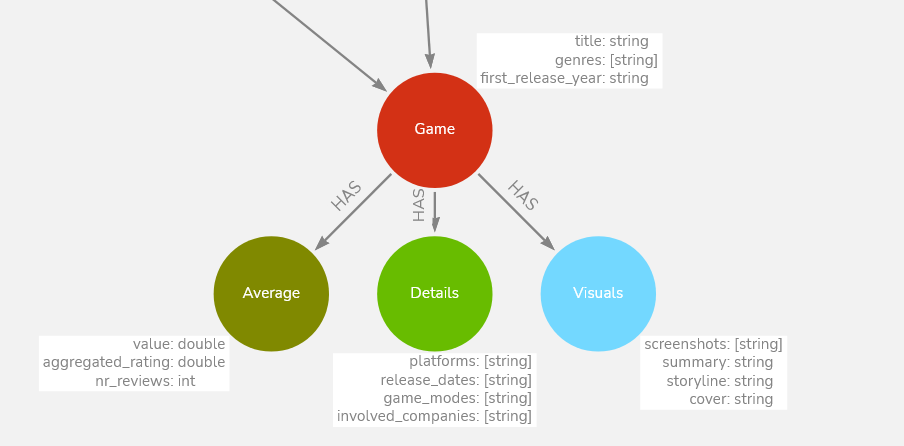 title: string
genres: [string]
first_release_year: string
Game
HAS
HAS
HAS
Average
Details
Visuals
value: double
aggregated_rating: double
nr_reviews: int
platforms: [string]
release_dates: [string]
game_modes: [string]
involved_companies: [string]
screenshots: [string]
summary: string
storyline: string
cover: string